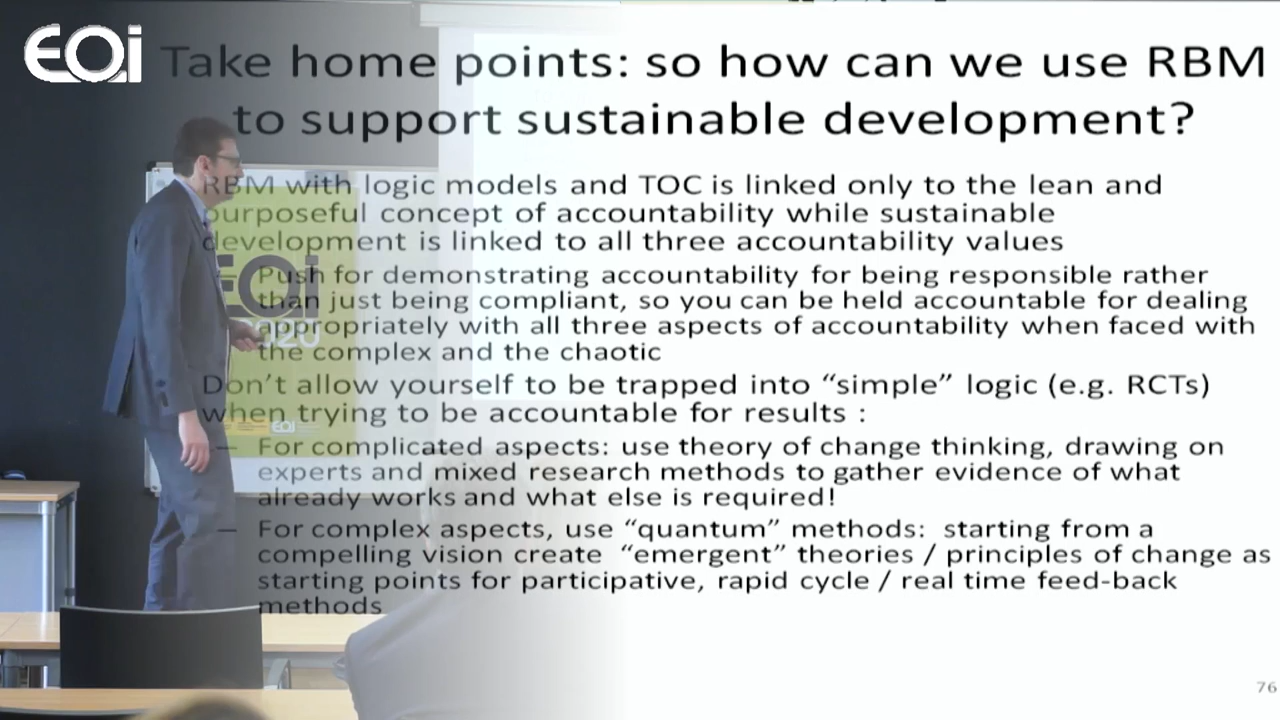 EOi
Take home points: so how can we use RBM
to support sustainable development?
RBM with logic models and TOC is linked only to the lean and
purposeful concept of accountability while sustainable
development is linked to all three accountability values
Push for demonstrating accountability for being responsible rather
than just being compliant, so you can be held accountable for dealing
appropriately with all three aspects of accountability when faced with
the complex and the chaotic
Don’t allow yourself to be trapped into “simple” logic (e.g. RCTs)
when trying to be accountable for results :
– For complicated aspects: use theory of change thinking, drawing on
experts and mixed research methods to gather evidence of what
already works and what else is required!
– For complex aspects, use “quantum” methods: starting from a
compelling vision create “emergent” theories / principles of change as
starting points for participative, rapid cycle / real time feed-back
methods
EOi
2020
EOi
76